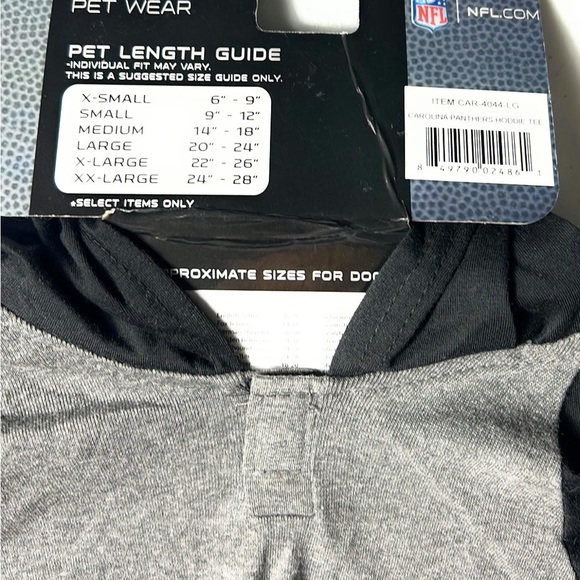 PET WEAR
PET LENGTH GUIDE
-INDIVIDUAL FIT MAY VARY.
THIS IS A SUGGESTED SIZE GUIDE ONLY.
X-SMALL 6" - 9"
SMALL 9" - 12"
MEDIUM 14" - 18"
LARGE 20" - 24"
X-LARGE 22" - 26"
XX-LARGE 24" - 28"
*SELECT ITEMS ONLY
NFL
NFL.COM
ITEM CAR-4044-LG
CAROLINA PANTHERS HOODIE TEE
8 49790 02486 1
PROXIMATE SIZES FOR DO